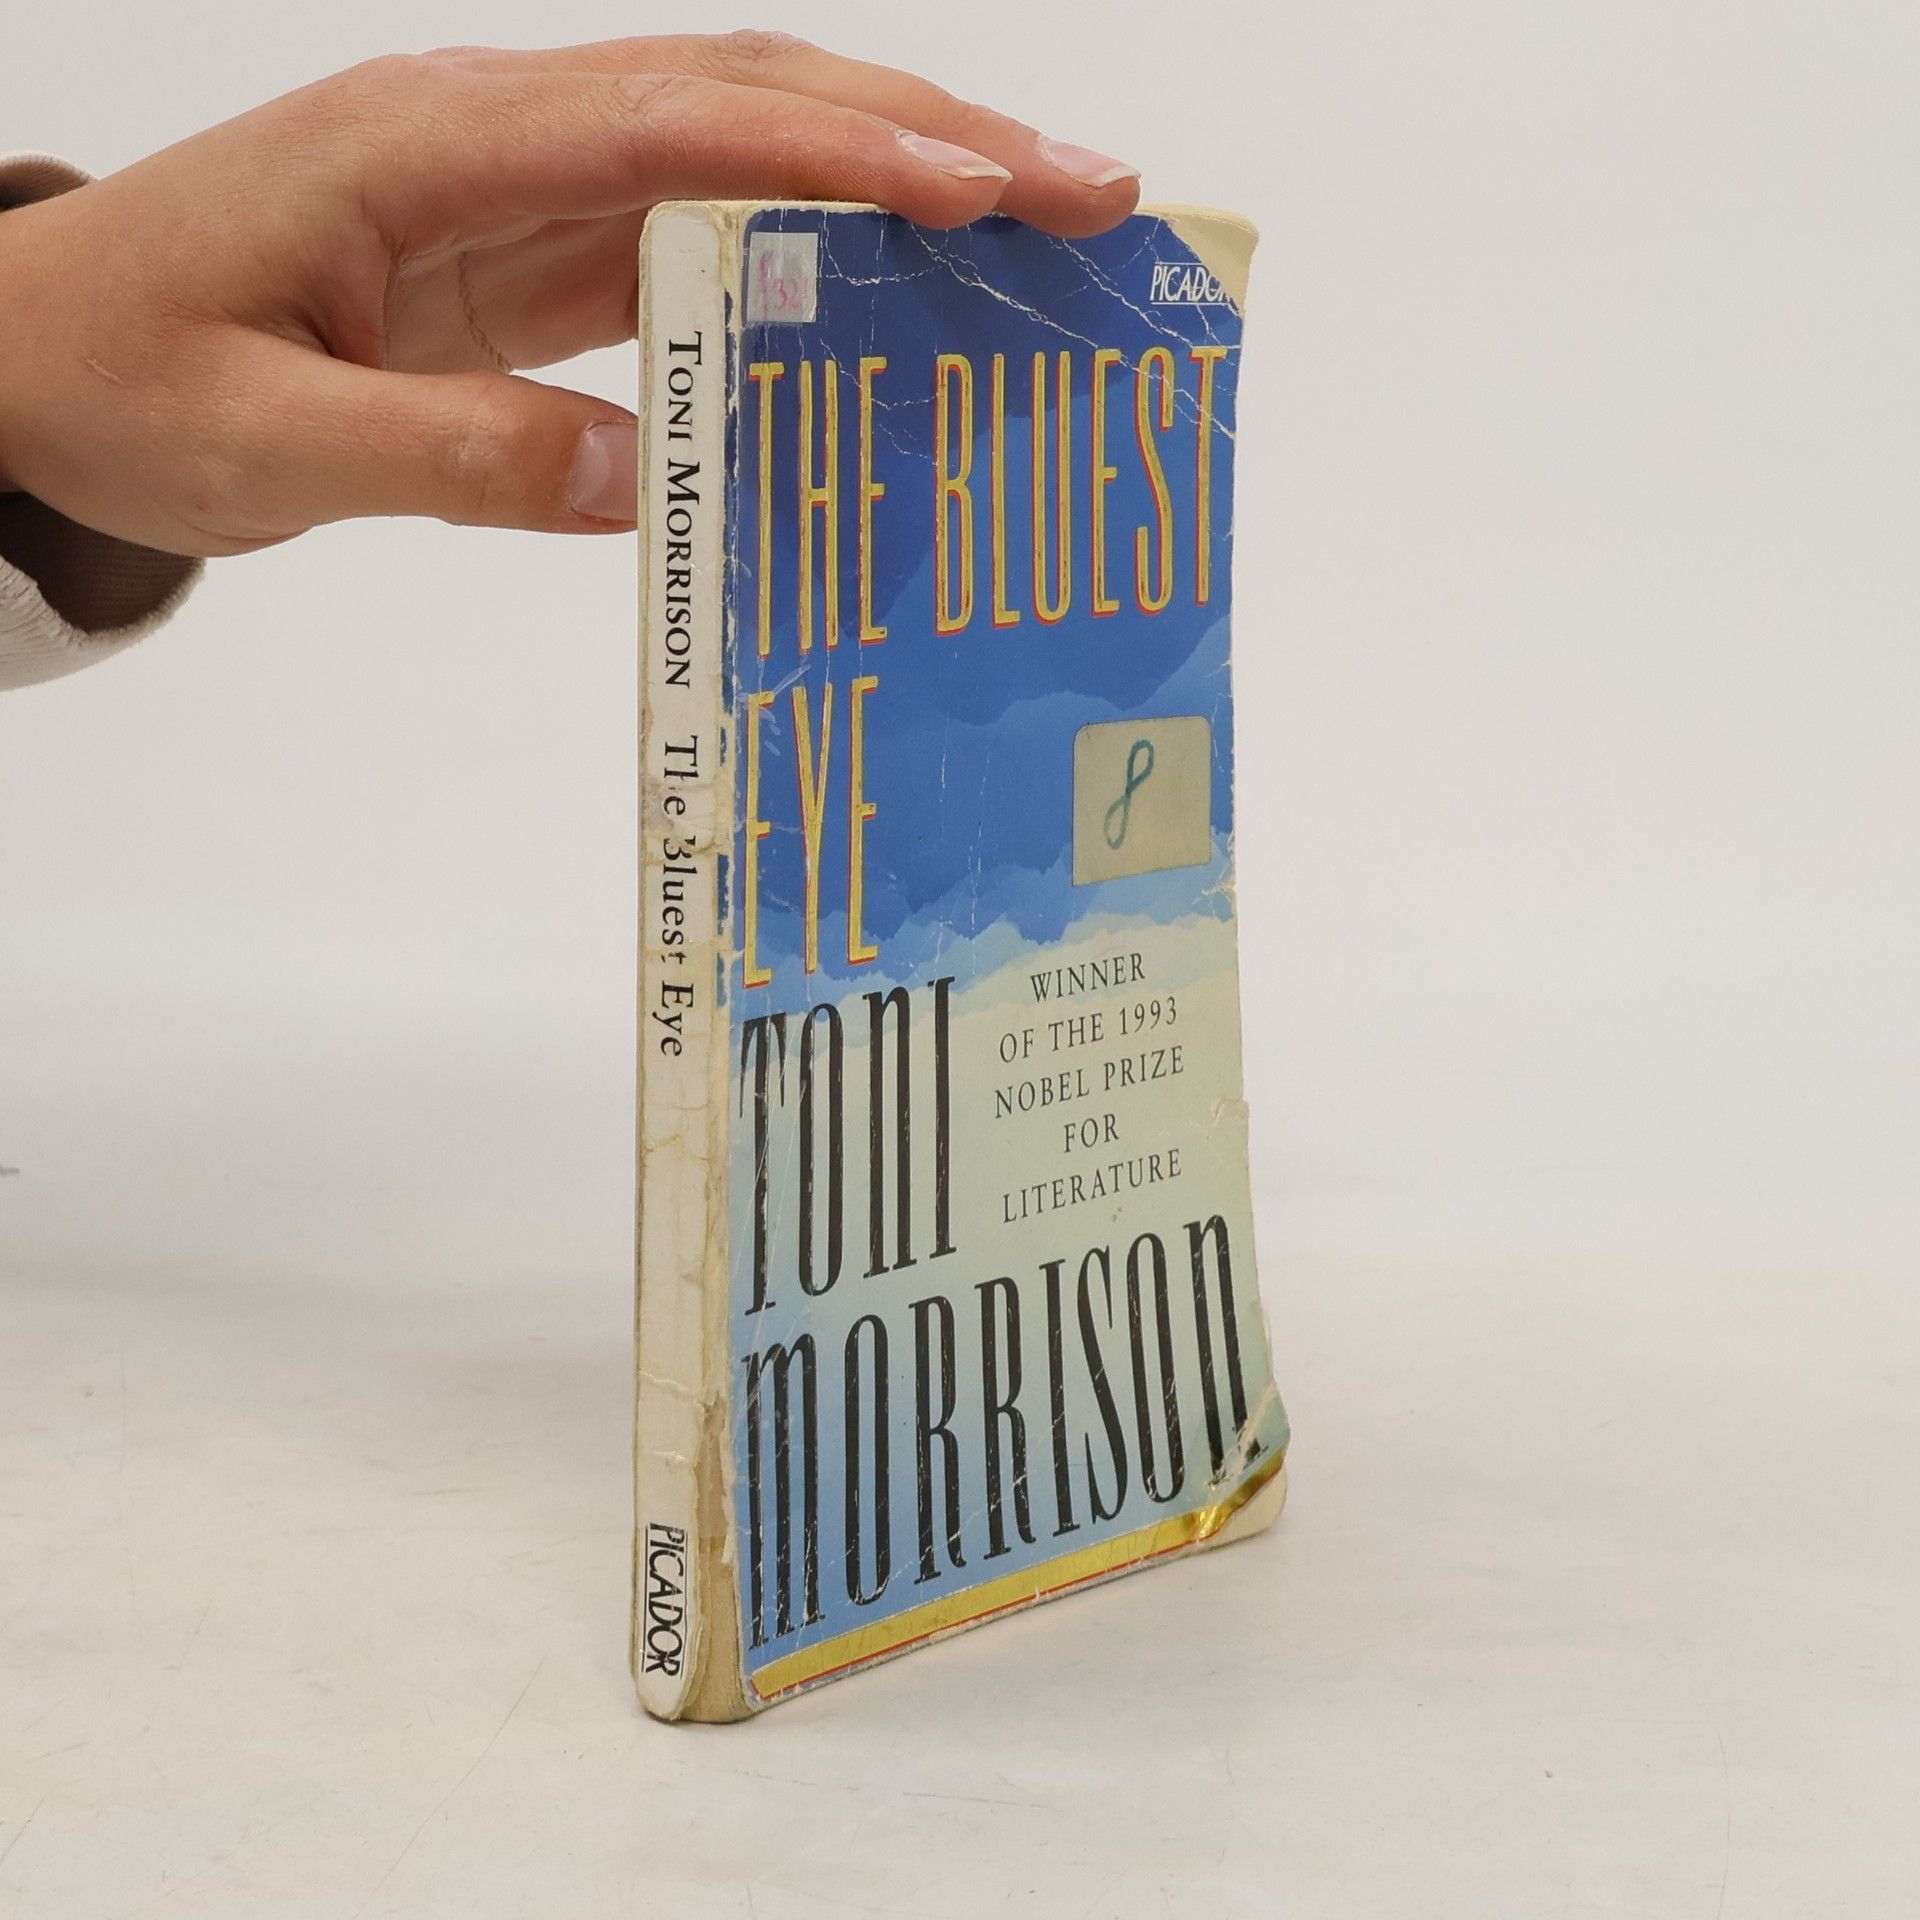 TONI MORRISON The Bluest Eye
PICADOR
PICADOR
THE BLUEST
EYE
8
WINNER
OF THE 1993
NOBEL PRIZE
FOR
LITERATURE
TONI
MORRISON